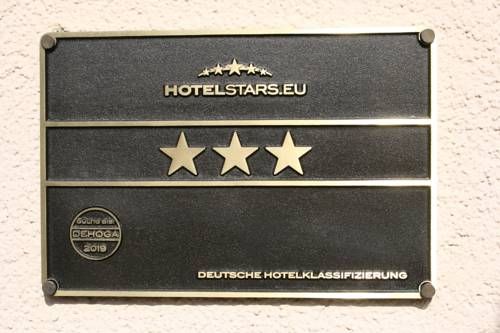 HOTELSTARS.EU
GÜLTIG BIS:
DEHOGA
2019
DEUTSCHE HOTELKLASSIFIZIERUNG